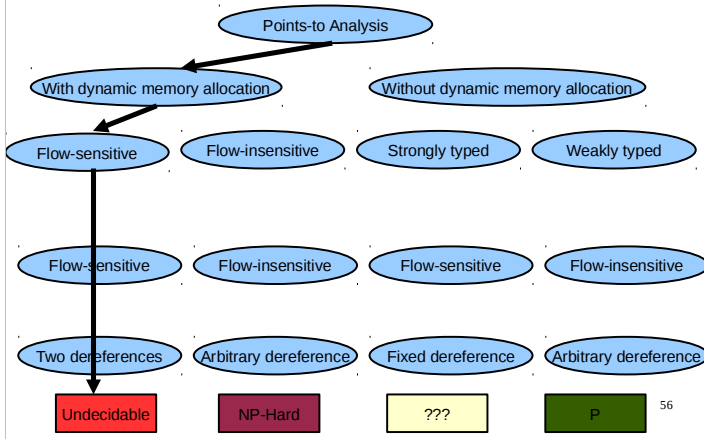 Points-to Analysis
With dynamic memory allocation
Without dynamic memory allocation
Flow-sensitive
Flow-insensitive
Strongly typed
Weakly typed
Flow-sensitive
Flow-insensitive
Flow-sensitive
Flow-insensitive
Two dereferences
Arbitrary dereference
Fixed dereference
Arbitrary dereference
Undecidable
NP-Hard
???
P
56